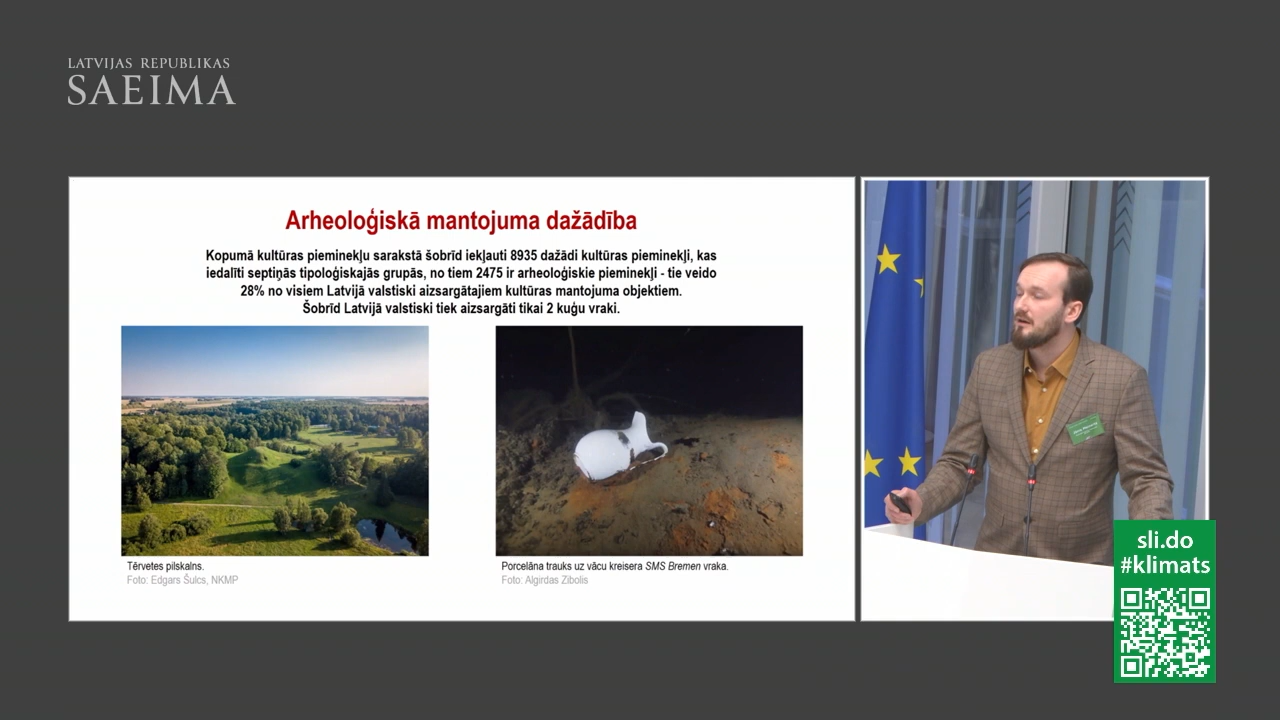 LATVIJAS REPUBLIKAS
SAEIMA
Arheoloģiskā mantojuma dažādība
Kopumā kultūras pieminekļu sarakstā šobrīd iekļauti 8935 dažādi kultūras pieminekļi, kas
iedalīti septiņās tipoloģiskajās grupās, no tiem 2475 ir arheoloģiskie pieminekļi - tie veido
28% no visiem Latvijā valstiski aizsargātajiem kultūras mantojuma objektiem.
Šobrīd Latvijā valstiski tiek aizsargāti tikai 2 kuģu vraki.
Tērvetes pilskalns.
Foto: Edgars Šulcs, NKMP
Porcelāna trauks uz vācu kreisera SMS Bremen vraka.
Foto: Algirdas Zibolis
sli.do
#klimats